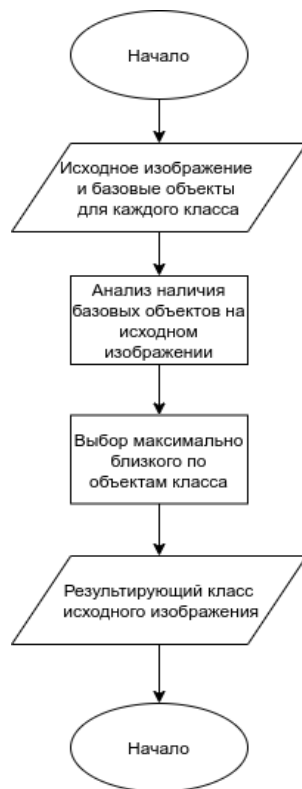 Начало
Исходное изображение
и базовые объекты
для каждого класса
Анализ наличия
базовых объектов на
исходном
изображении
Выбор максимально
близкого по
объектам класса
Результирующий класс
исходного изображения
Начало